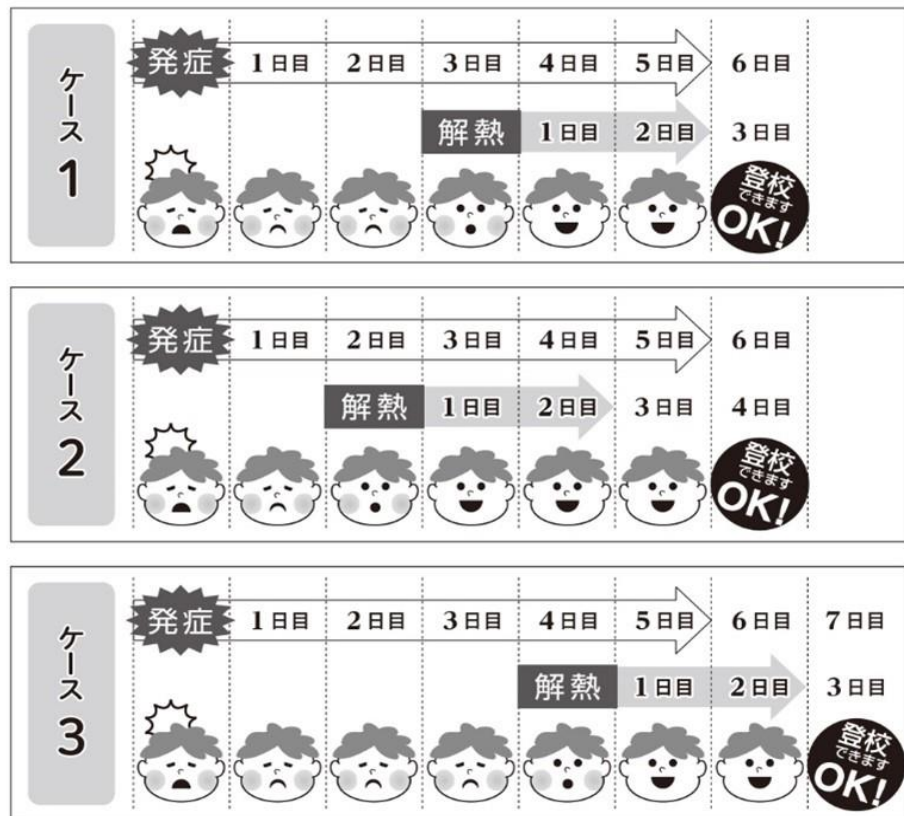 ケース1
発症 1日目 2日目 3日目 4日目 5日目 6日目
解熱 1日目 2日目 3日目
登校
できます
OK!
ケース2
発症 1日目 2日目 3日目 4日目 5日目 6日目
解熱 1日目 2日目 3日目 4日目
登校
できます
OK!
ケース3
発症 1日目 2日目 3日目 4日目 5日目 6日目 7日目
解熱 1日目 2日目 3日目
登校
できます
OK!